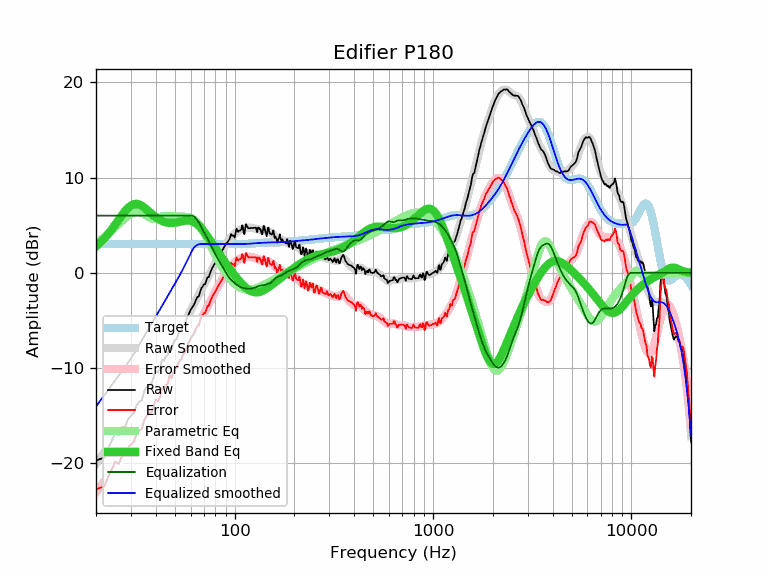 Edifier P180
Amplitude (dBr)
20
10
0
−10
−20
Target
Raw Smoothed
Error Smoothed
Raw
Error
Parametric Eq
Fixed Band Eq
Equalization
Equalized smoothed
100
1000
10000
Frequency (Hz)